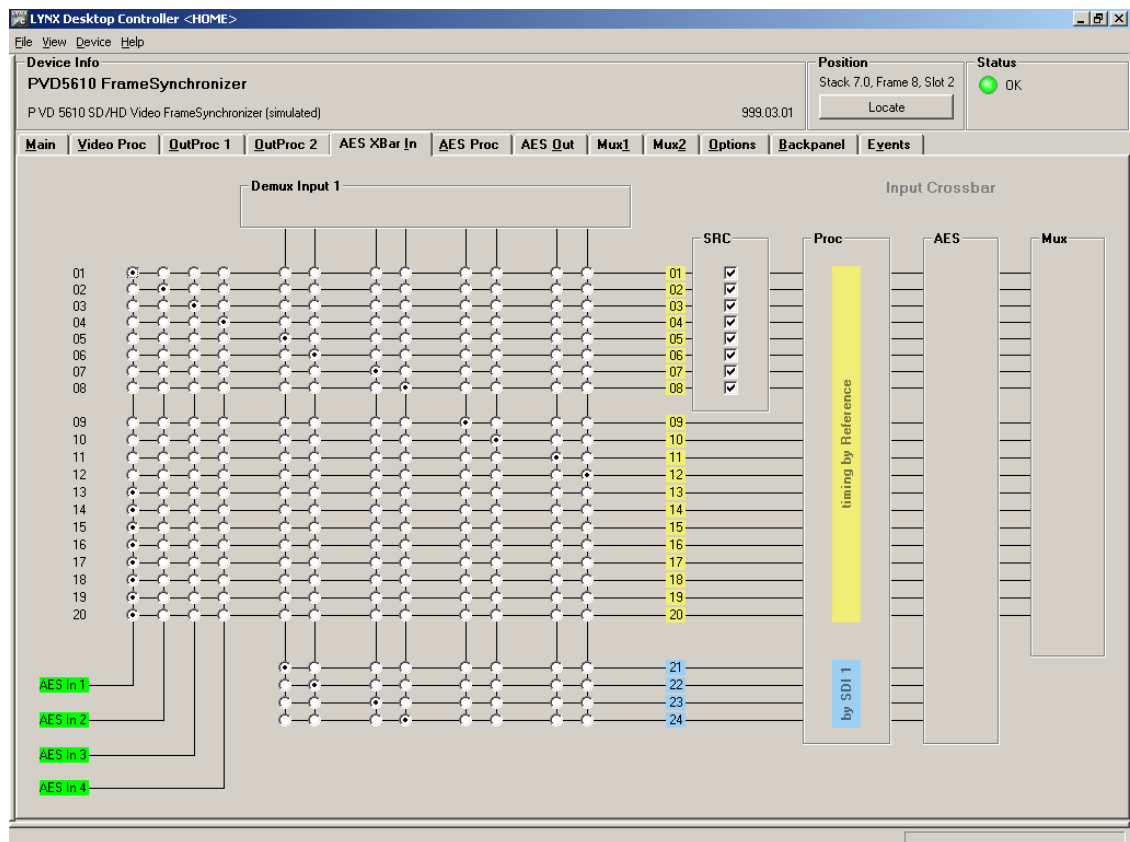 LYNX Desktop Controller <HOME>
File View Device Help
Device Info
PVD5610 FrameSynchronizer
P VD 5610 SD/HD Video FrameSynchronizer (simulated)
999.03.01
Position
Stack 7.0, Frame 8, Slot 2
Locate
Status
OK
Main Video Proc OutProc 1 OutProc 2 AES XBar In AES Proc AES Out Mux1 Mux2 Options Backpanel Events
Demux Input 1
Input Crossbar
SRC Proc AES Mux
01 01
02 02
03 03
04 04
05 05
06 06
07 07
08 08
09 09
10 10
11 11
12 12
13 13
14 14
15 15
16 16
17 17
18 18
19 19
20 20
timing by Reference
21
22
23
24
by SDI 1
AES In 1
AES In 2
AES In 3
AES In 4